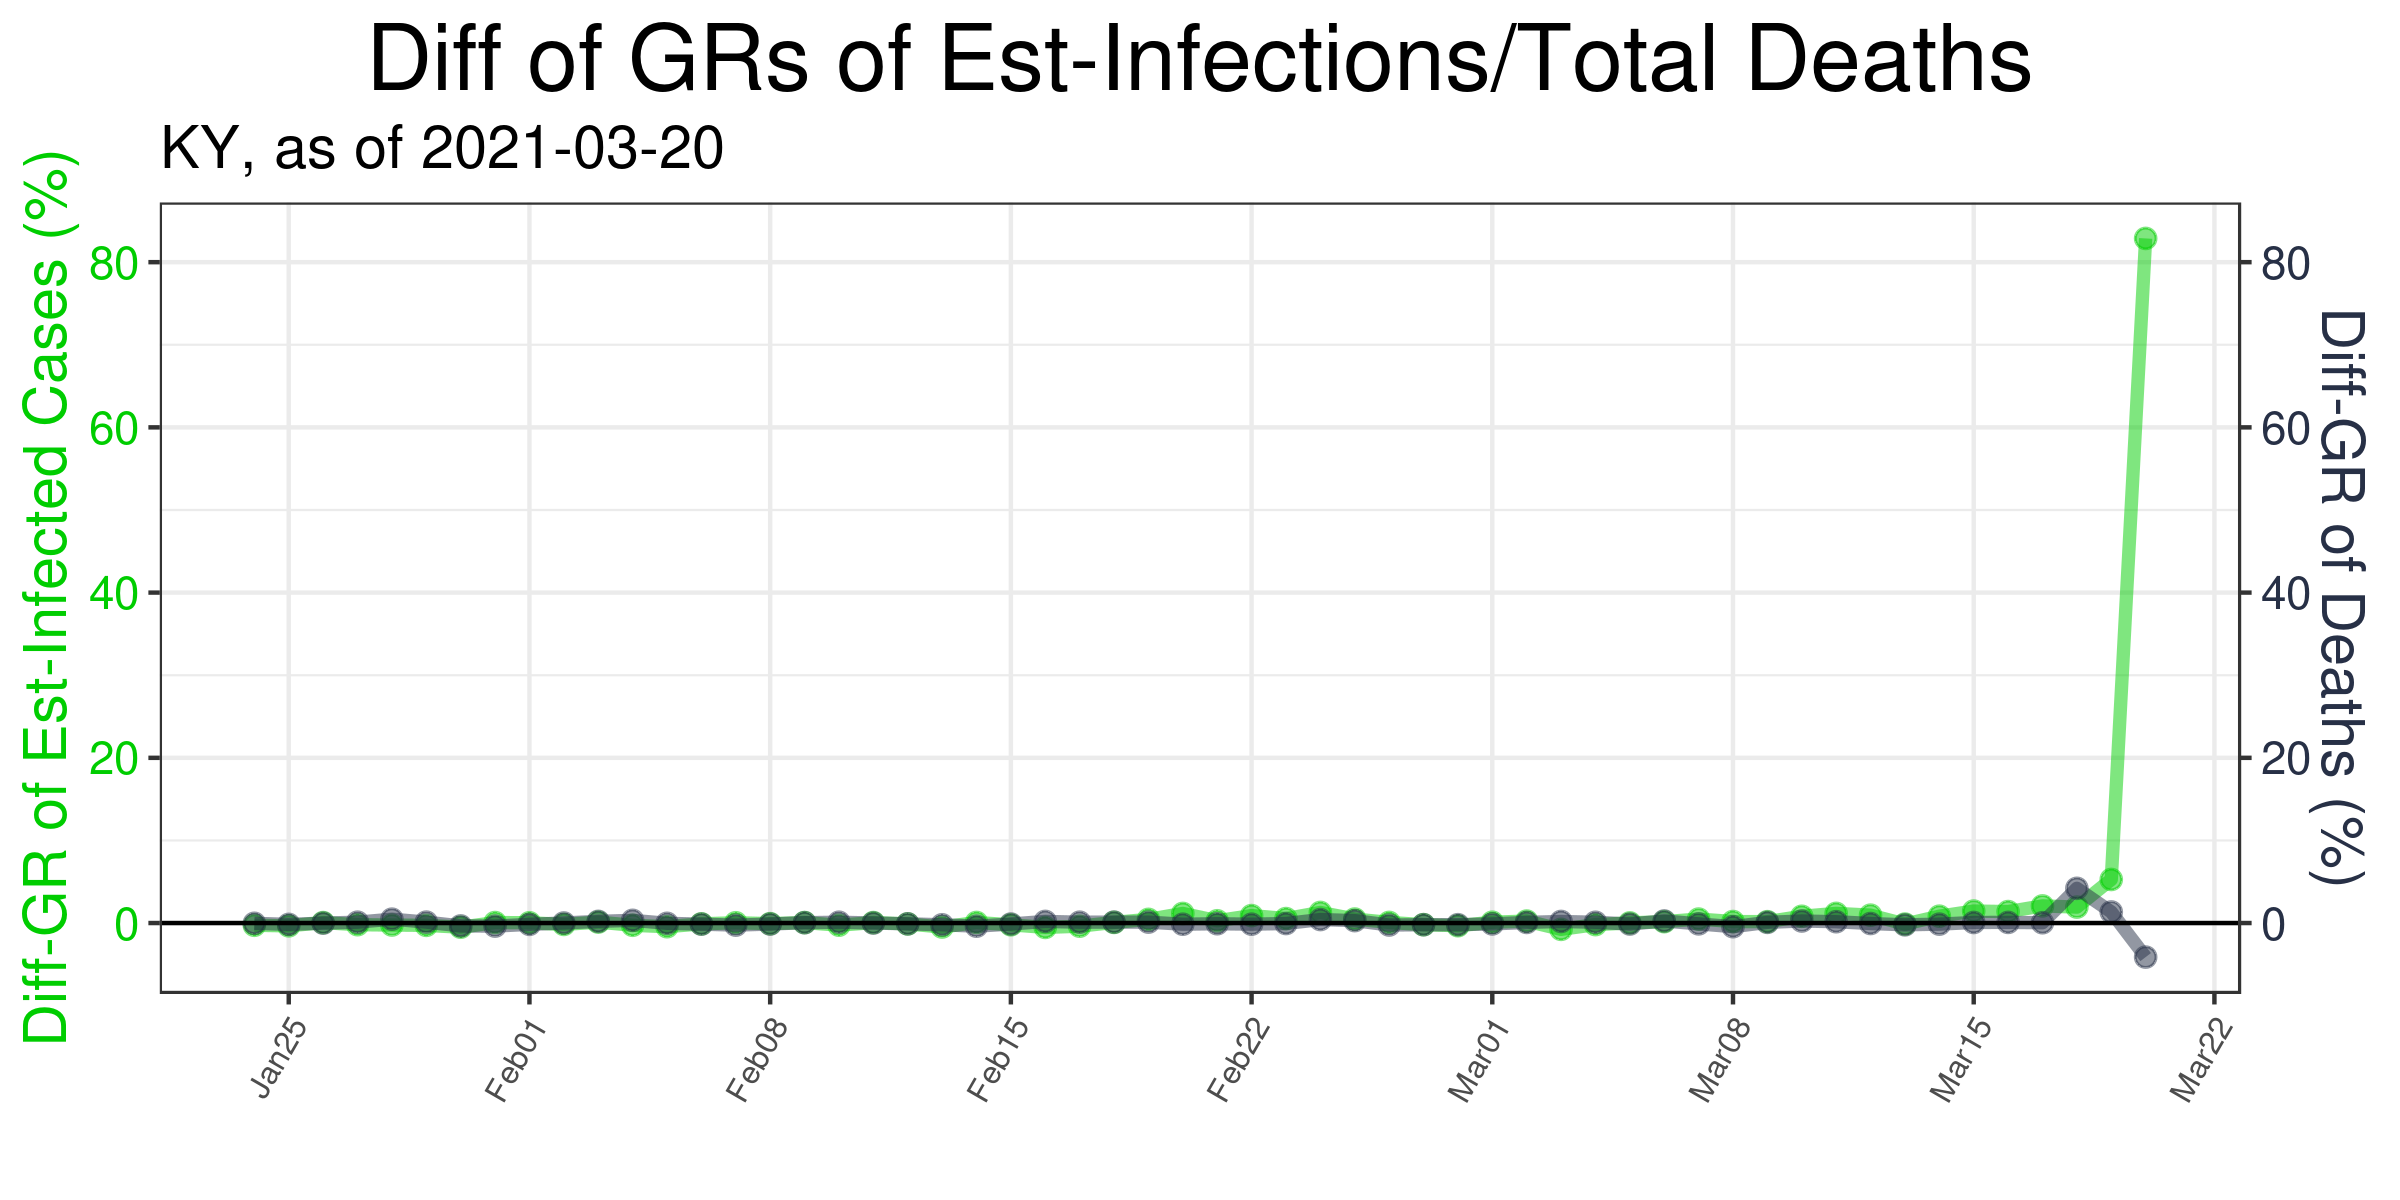 Diff of GRs of Est-Infections/Total Deaths
KY, as of 2021-03-20
Diff-GR of Est-Infected Cases (%)
80
60
40
20
0
80
60
40
20
0
Diff-GR of Deaths (%)
Jan25
Feb01
Feb08
Feb15
Feb22
Mar01
Mar08
Mar15
Mar22